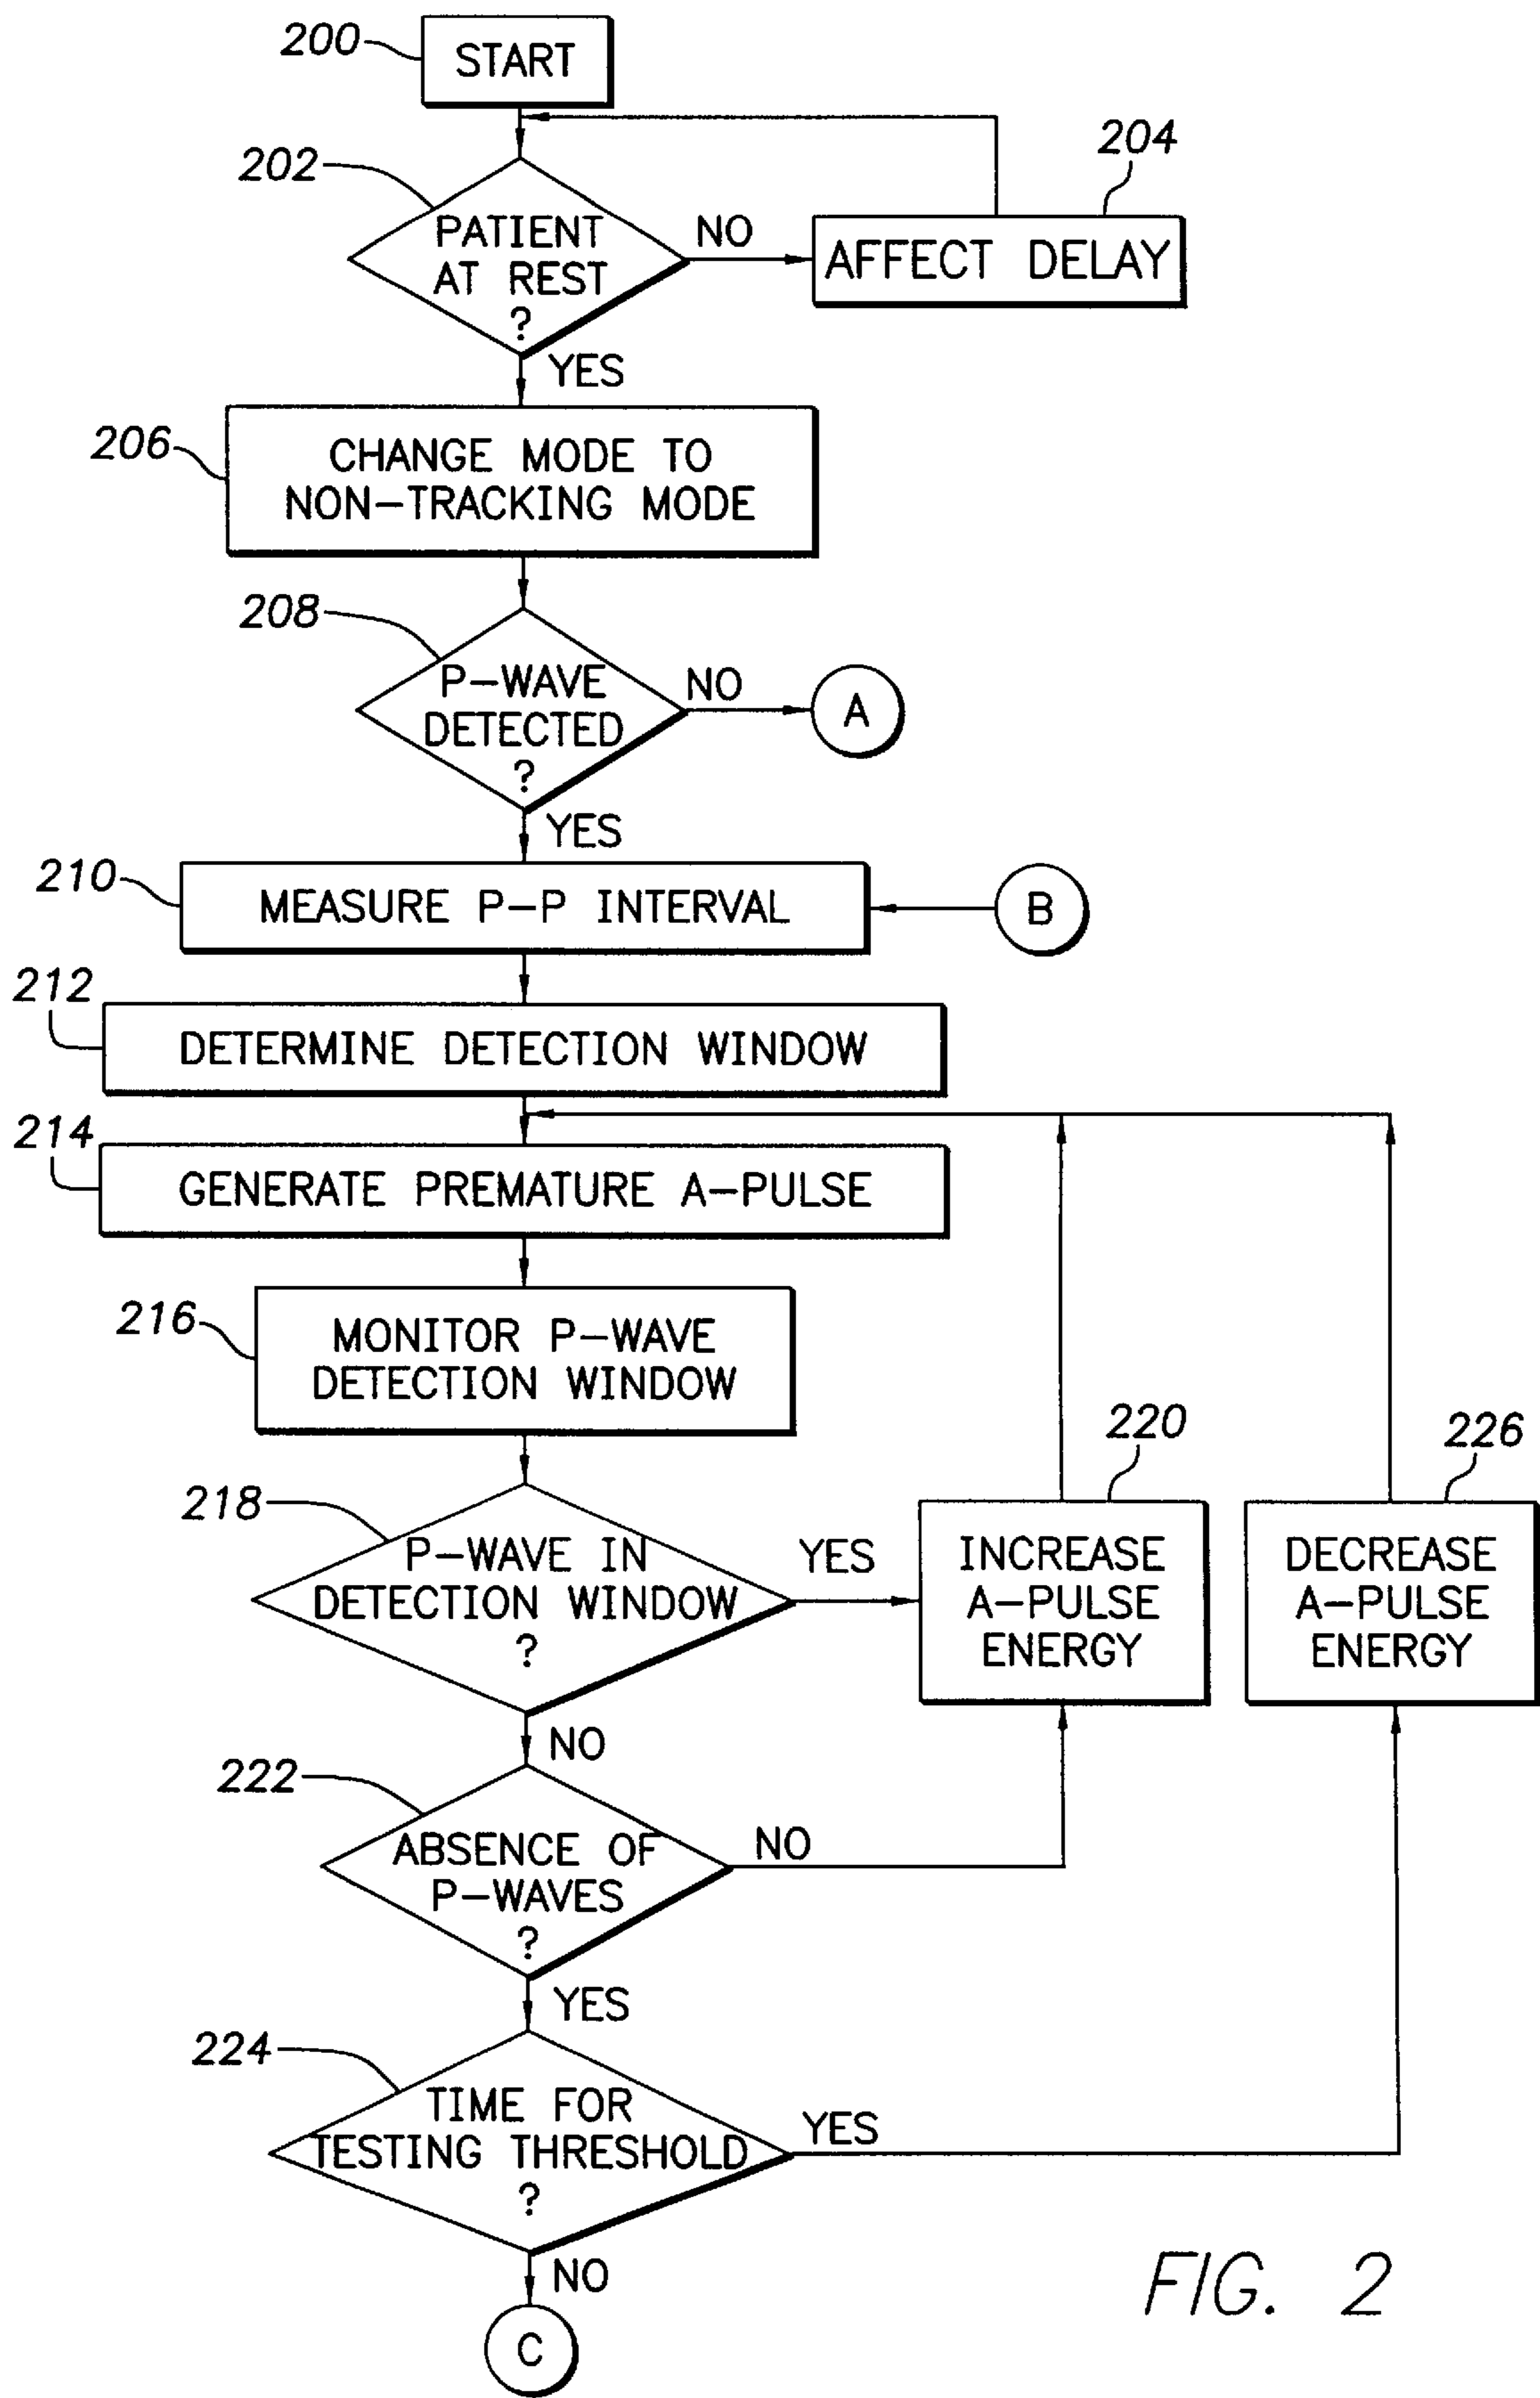 200
START
202
204
PATIENT
AT REST
?
NO
AFFECT DELAY
YES
206
CHANGE MODE TO
NON-TRACKING MODE
208
P-WAVE
DETECTED
?
NO
A
YES
210
MEASURE P-P INTERVAL
B
212
DETERMINE DETECTION WINDOW
214
GENERATE PREMATURE A-PULSE
216
MONITOR P-WAVE
DETECTION WINDOW
218
P-WAVE IN
DETECTION WINDOW
?
YES
220
INCREASE
A-PULSE
ENERGY
226
DECREASE
A-PULSE
ENERGY
NO
222
ABSENCE OF
P-WAVES
?
NO
YES
224
TIME FOR
TESTING THRESHOLD
?
YES
NO
C
FIG. 2